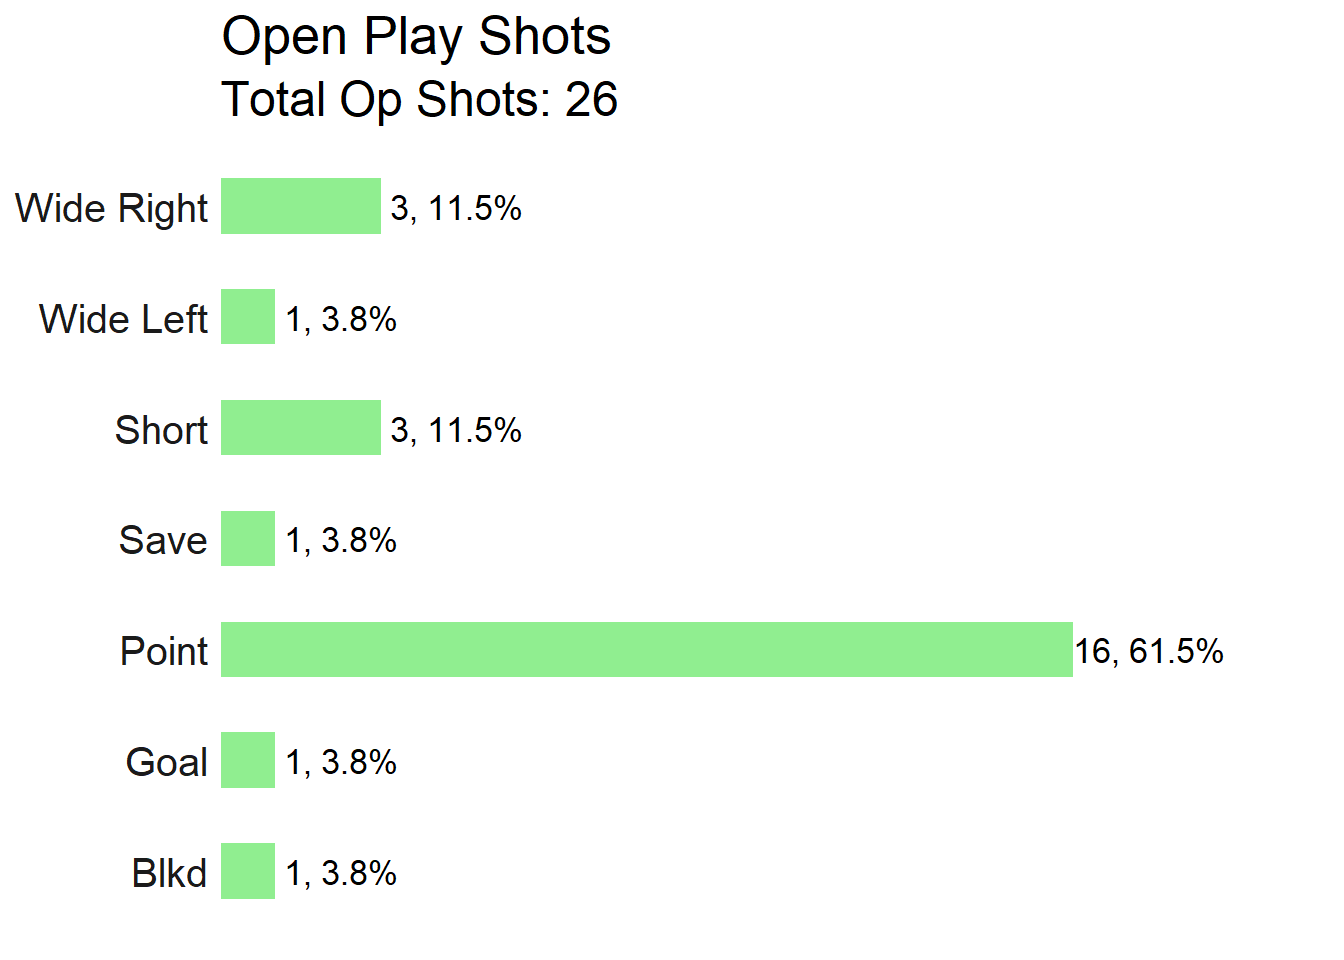 Open Play Shots
Total Op Shots: 26
Wide Right 3, 11.5%
Wide Left 1, 3.8%
Short 3, 11.5%
Save 1, 3.8%
Point 16, 61.5%
Goal 1, 3.8%
Blkd 1, 3.8%